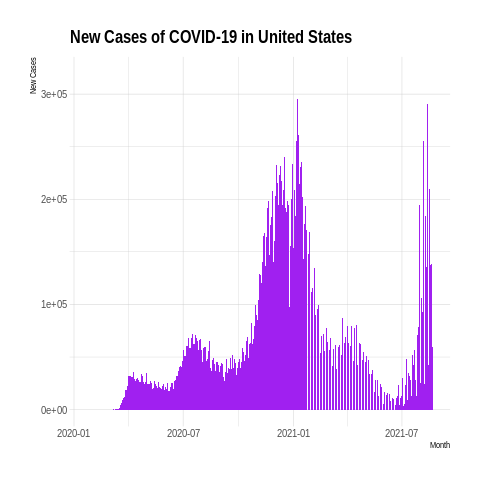 New Cases of COVID-19 in United States
New Cases
3e+05
2e+05
1e+05
0e+00
2020-01
2020-07
2021-01
2021-07
Month